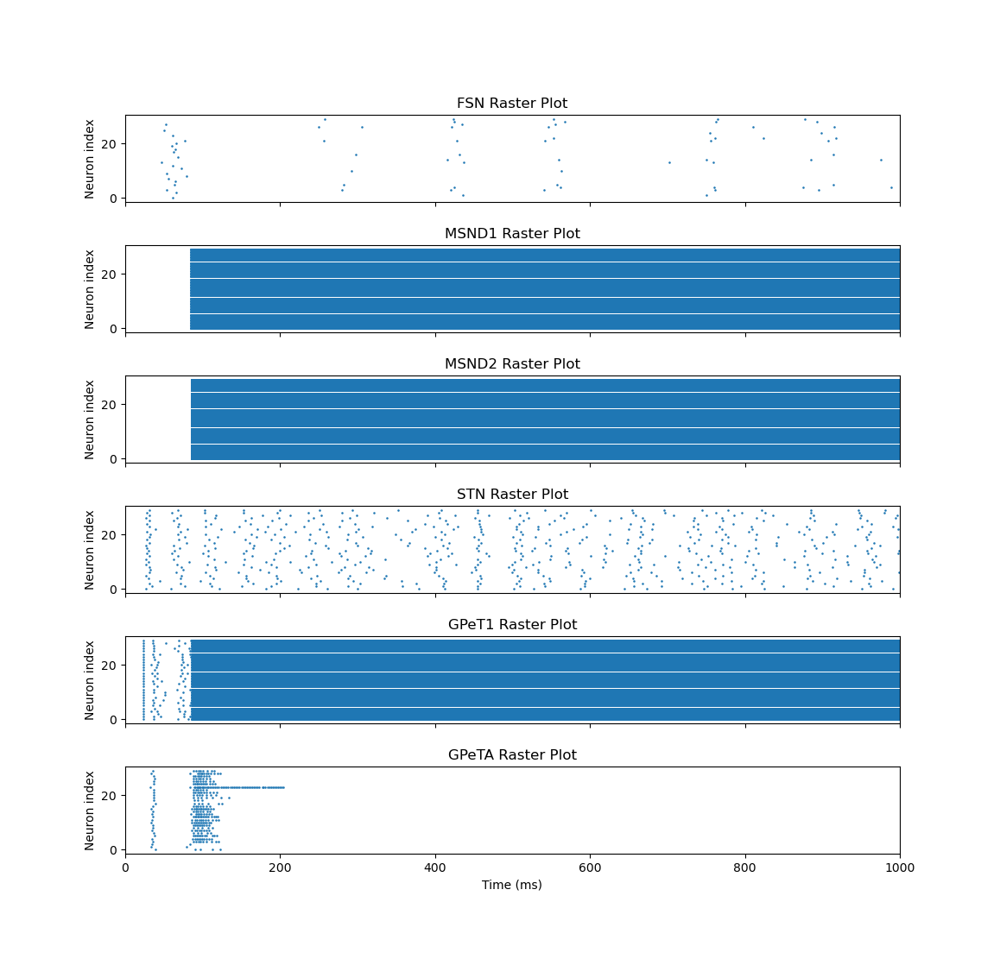 FSN Raster Plot
Neuron index
20
0
MSND1 Raster Plot
Neuron index
20
0
MSND2 Raster Plot
Neuron index
20
0
STN Raster Plot
Neuron index
20
0
GPeT1 Raster Plot
Neuron index
20
0
GPeTA Raster Plot
Neuron index
20
0
0 200 400 600 800 1000
Time (ms)